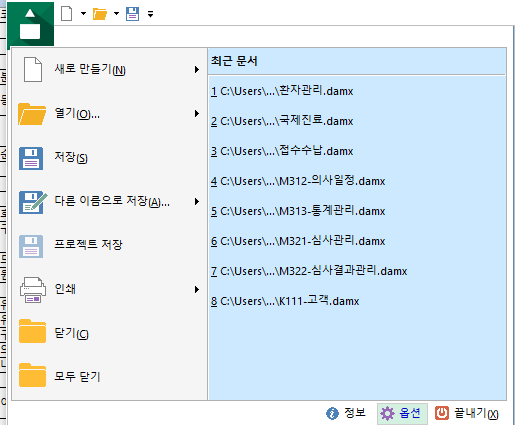 새로 만들기(N)
열기(O)...
저장(S)
다른 이름으로 저장(A)...
프로젝트 저장
인쇄
닫기(C)
모두 닫기
최근 문서
1 C:\Users\...\환자관리.damx
2 C:\Users\...\국제진료.damx
3 C:\Users\...\접수수납.damx
4 C:\Users\...\M312-의사일정.damx
5 C:\Users\...\M313-통계관리.damx
6 C:\Users\...\M321-심사관리.damx
7 C:\Users\...\M322-심사결과관리.damx
8 C:\Users\...\K111-고객.damx
정보
옵션
끝내기(X)